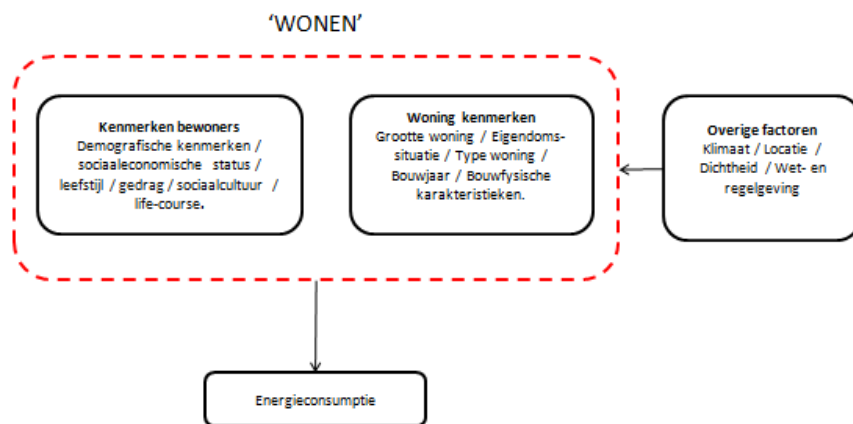 ‘WONEN’
Kenmerken bewoners
Demografische kenmerken /
sociaaleconomische status /
leefstijl / gedrag / sociaalcultuur /
life-course.
Woning kenmerken
Grootte woning / Eigendoms-
situatie / Type woning /
Bouwjaar / Bouwfysische
karakteristieken.
Overige factoren
Klimaat / Locatie /
Dichtheid / Wet- en
regelgeving
Energieconsumptie